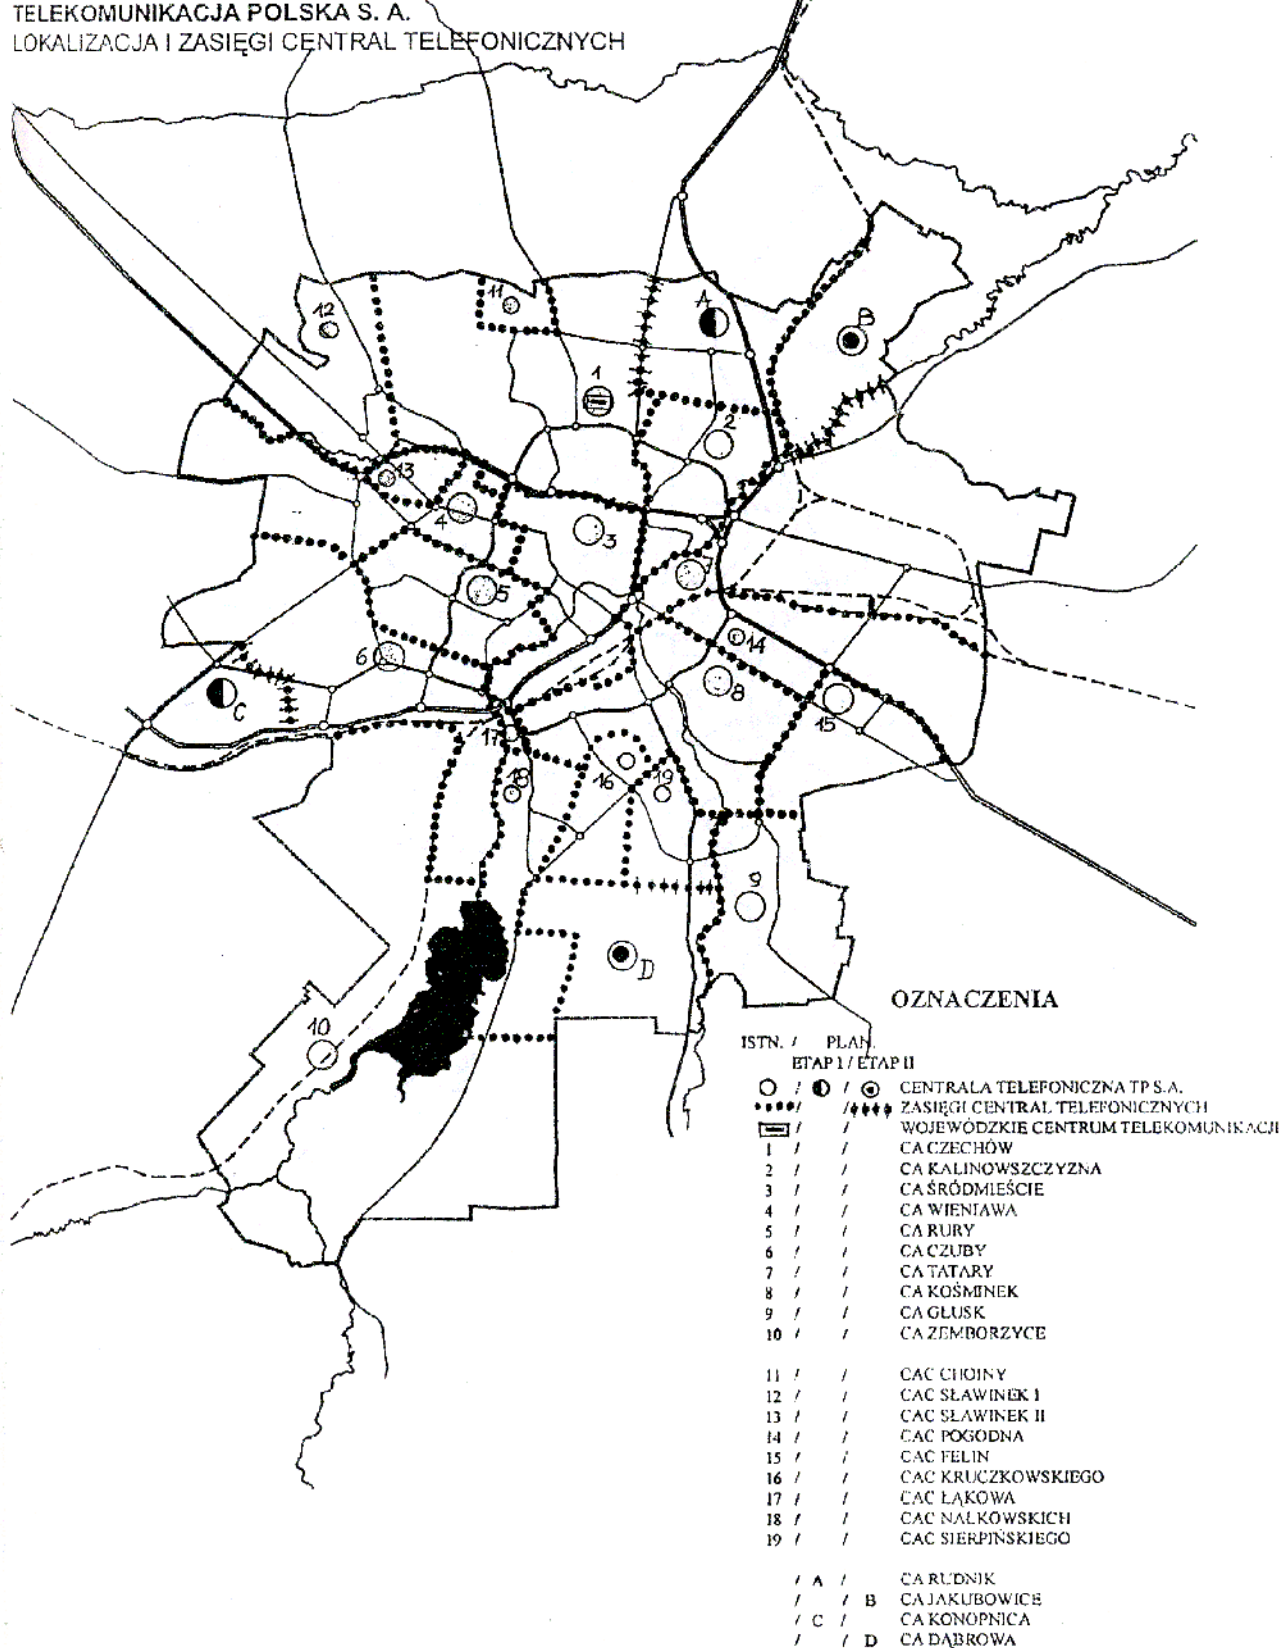 TELEKOMUNIKACJA POLSKA S. A.
LOKALIZACJA I ZASIĘGI CENTRAL TELEFONICZNYCH
12
11
A
B
1
2
13
4
3
7
5
14
6
8
15
C
17
16
19
18
9
D
10
OZNACZENIA
ISTN. / PLAN.
ETAP I / ETAP II
/ / CENTRALA TELEFONICZNA TP S.A.
/ / ZASIĘGI CENTRAL TELEFONICZNYCH
/ / WOJEWÓDZKIE CENTRUM TELEKOMUNIKACJI
1 / / CA CZECHÓW
2 / / CA KALINOWSZCZYZNA
3 / / CA ŚRÓDMIEŚCIE
4 / / CA WIENIAWA
5 / / CA RURY
6 / / CA CZUBY
7 / / CA TATARY
8 / / CA KOŚMINEK
9 / / CA GŁUSK
10 / / CA ZEMBORZYCE
11 / / CAC CHOINY
12 / / CAC SŁAWINEK I
13 / / CAC SŁAWINEK II
14 / / CAC POGODNA
15 / / CAC FELIN
16 / / CAC KRUCZKOWSKIEGO
17 / / CAC ŁĄKOWA
18 / / CAC NAŁKOWSKICH
19 / / CAC SIERPIŃSKIEGO
/ A / CA RUDNIK
/ / B CA JAKUBOWICE
/ C / CA KONOPNICA
/ / D CA DĄBROWA